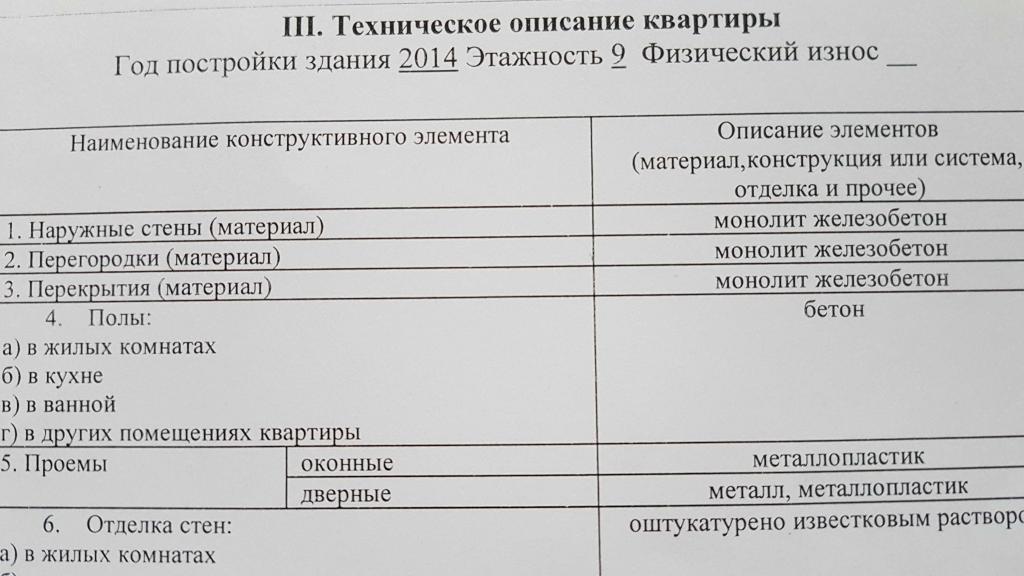 III. Техническое описание квартиры
Год постройки здания 2014 Этажность 9 Физический износ __
Наименование конструктивного элемента
Описание элементов
(материал,конструкция или система,
отделка и прочее)
1. Наружные стены (материал)
монолит железобетон
2. Перегородки (материал)
монолит железобетон
3. Перекрытия (материал)
монолит железобетон
4. Полы:
бетон
а) в жилых комнатах
б) в кухне
в) в ванной
г) в других помещениях квартиры
5. Проемы
оконные
металлопластик
дверные
металл, металлопластик
6. Отделка стен:
оштукатурено известковым растворо
а) в жилых комнатах